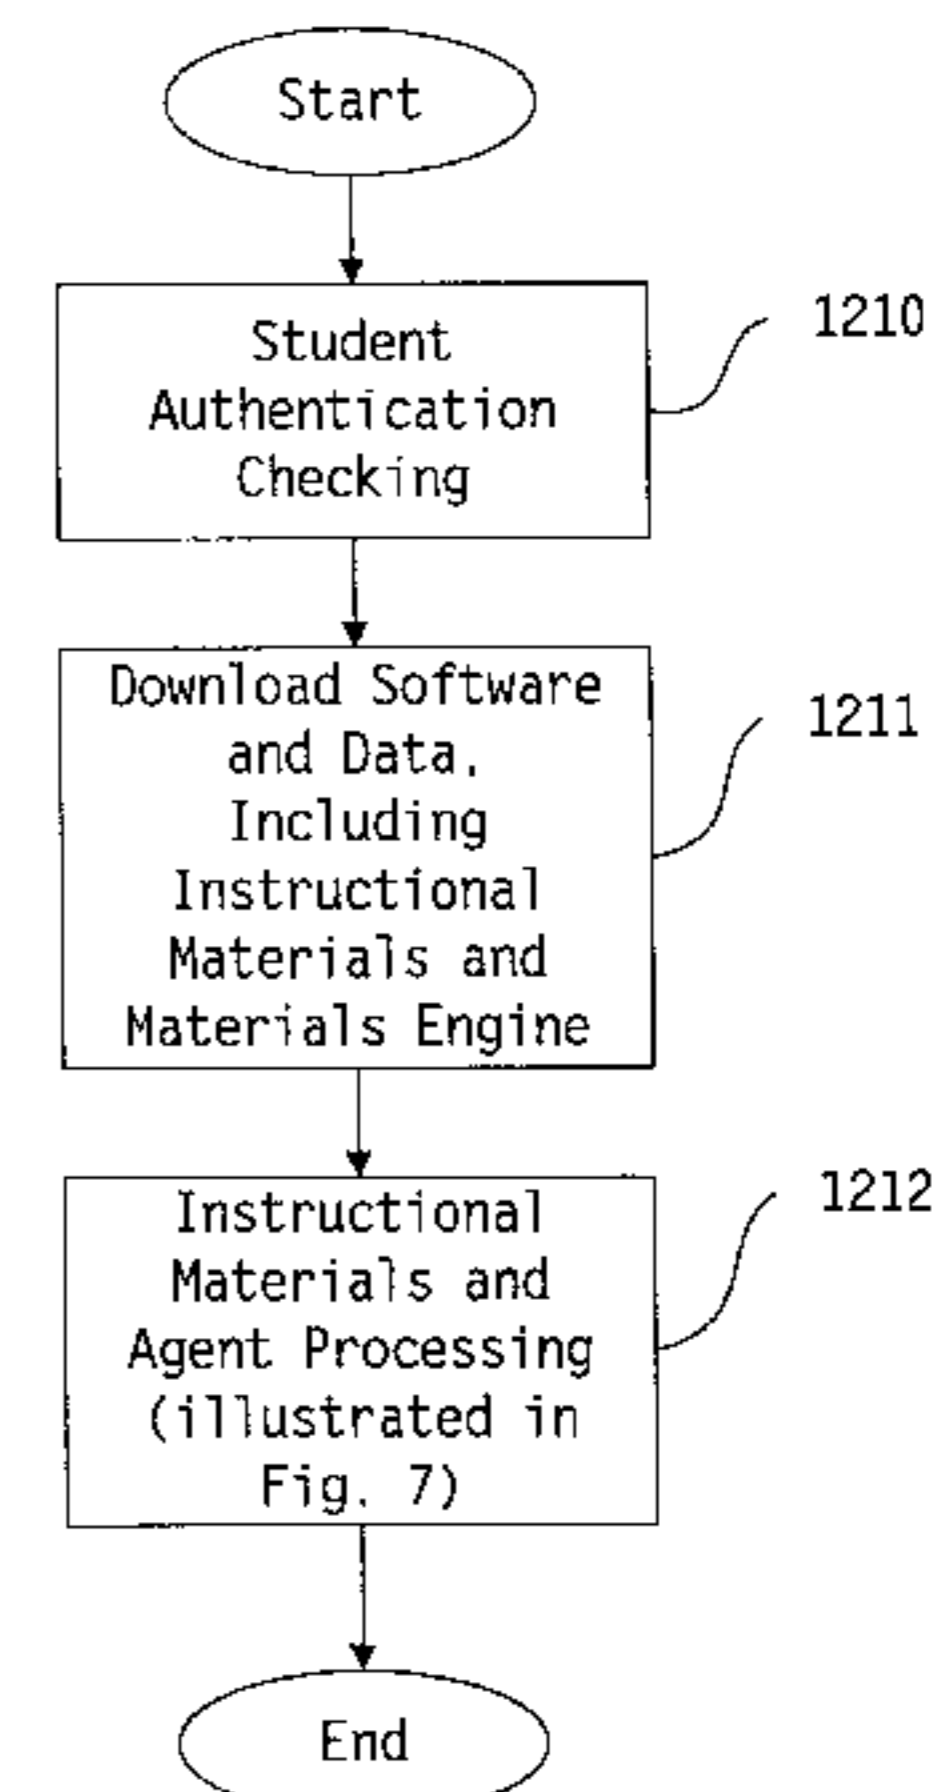 Start
Student
Authentication
Checking
1210
Download Software
and Data,
Including
Instructional
Materials and
Materials Engine
1211
Instructional
Materials and
Agent Processing
(illustrated in
Fig. 7)
1212
End